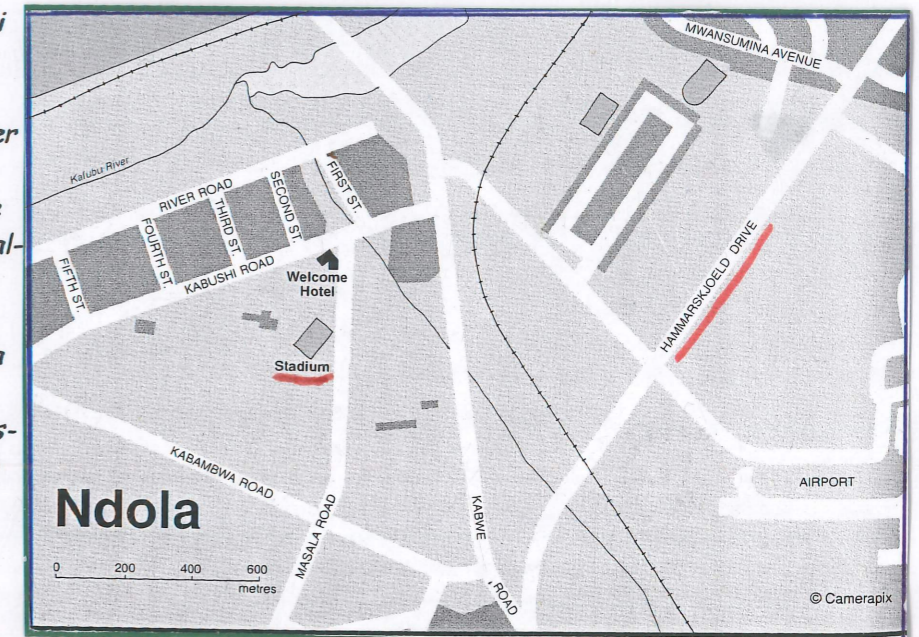 MWANSUMINA AVENUE
Kafubu River
RIVER ROAD
FIRST ST.
SECOND ST.
THIRD ST.
FOURTH ST.
FIFTH ST.
KABUSHI ROAD
Welcome
Hotel
HAMMARSKJOELD DRIVE
Stadium
KABAMBWA ROAD
MASALA ROAD
KABWE ROAD
AIRPORT
Ndola
0 200 400 600
metres
© Camerapix